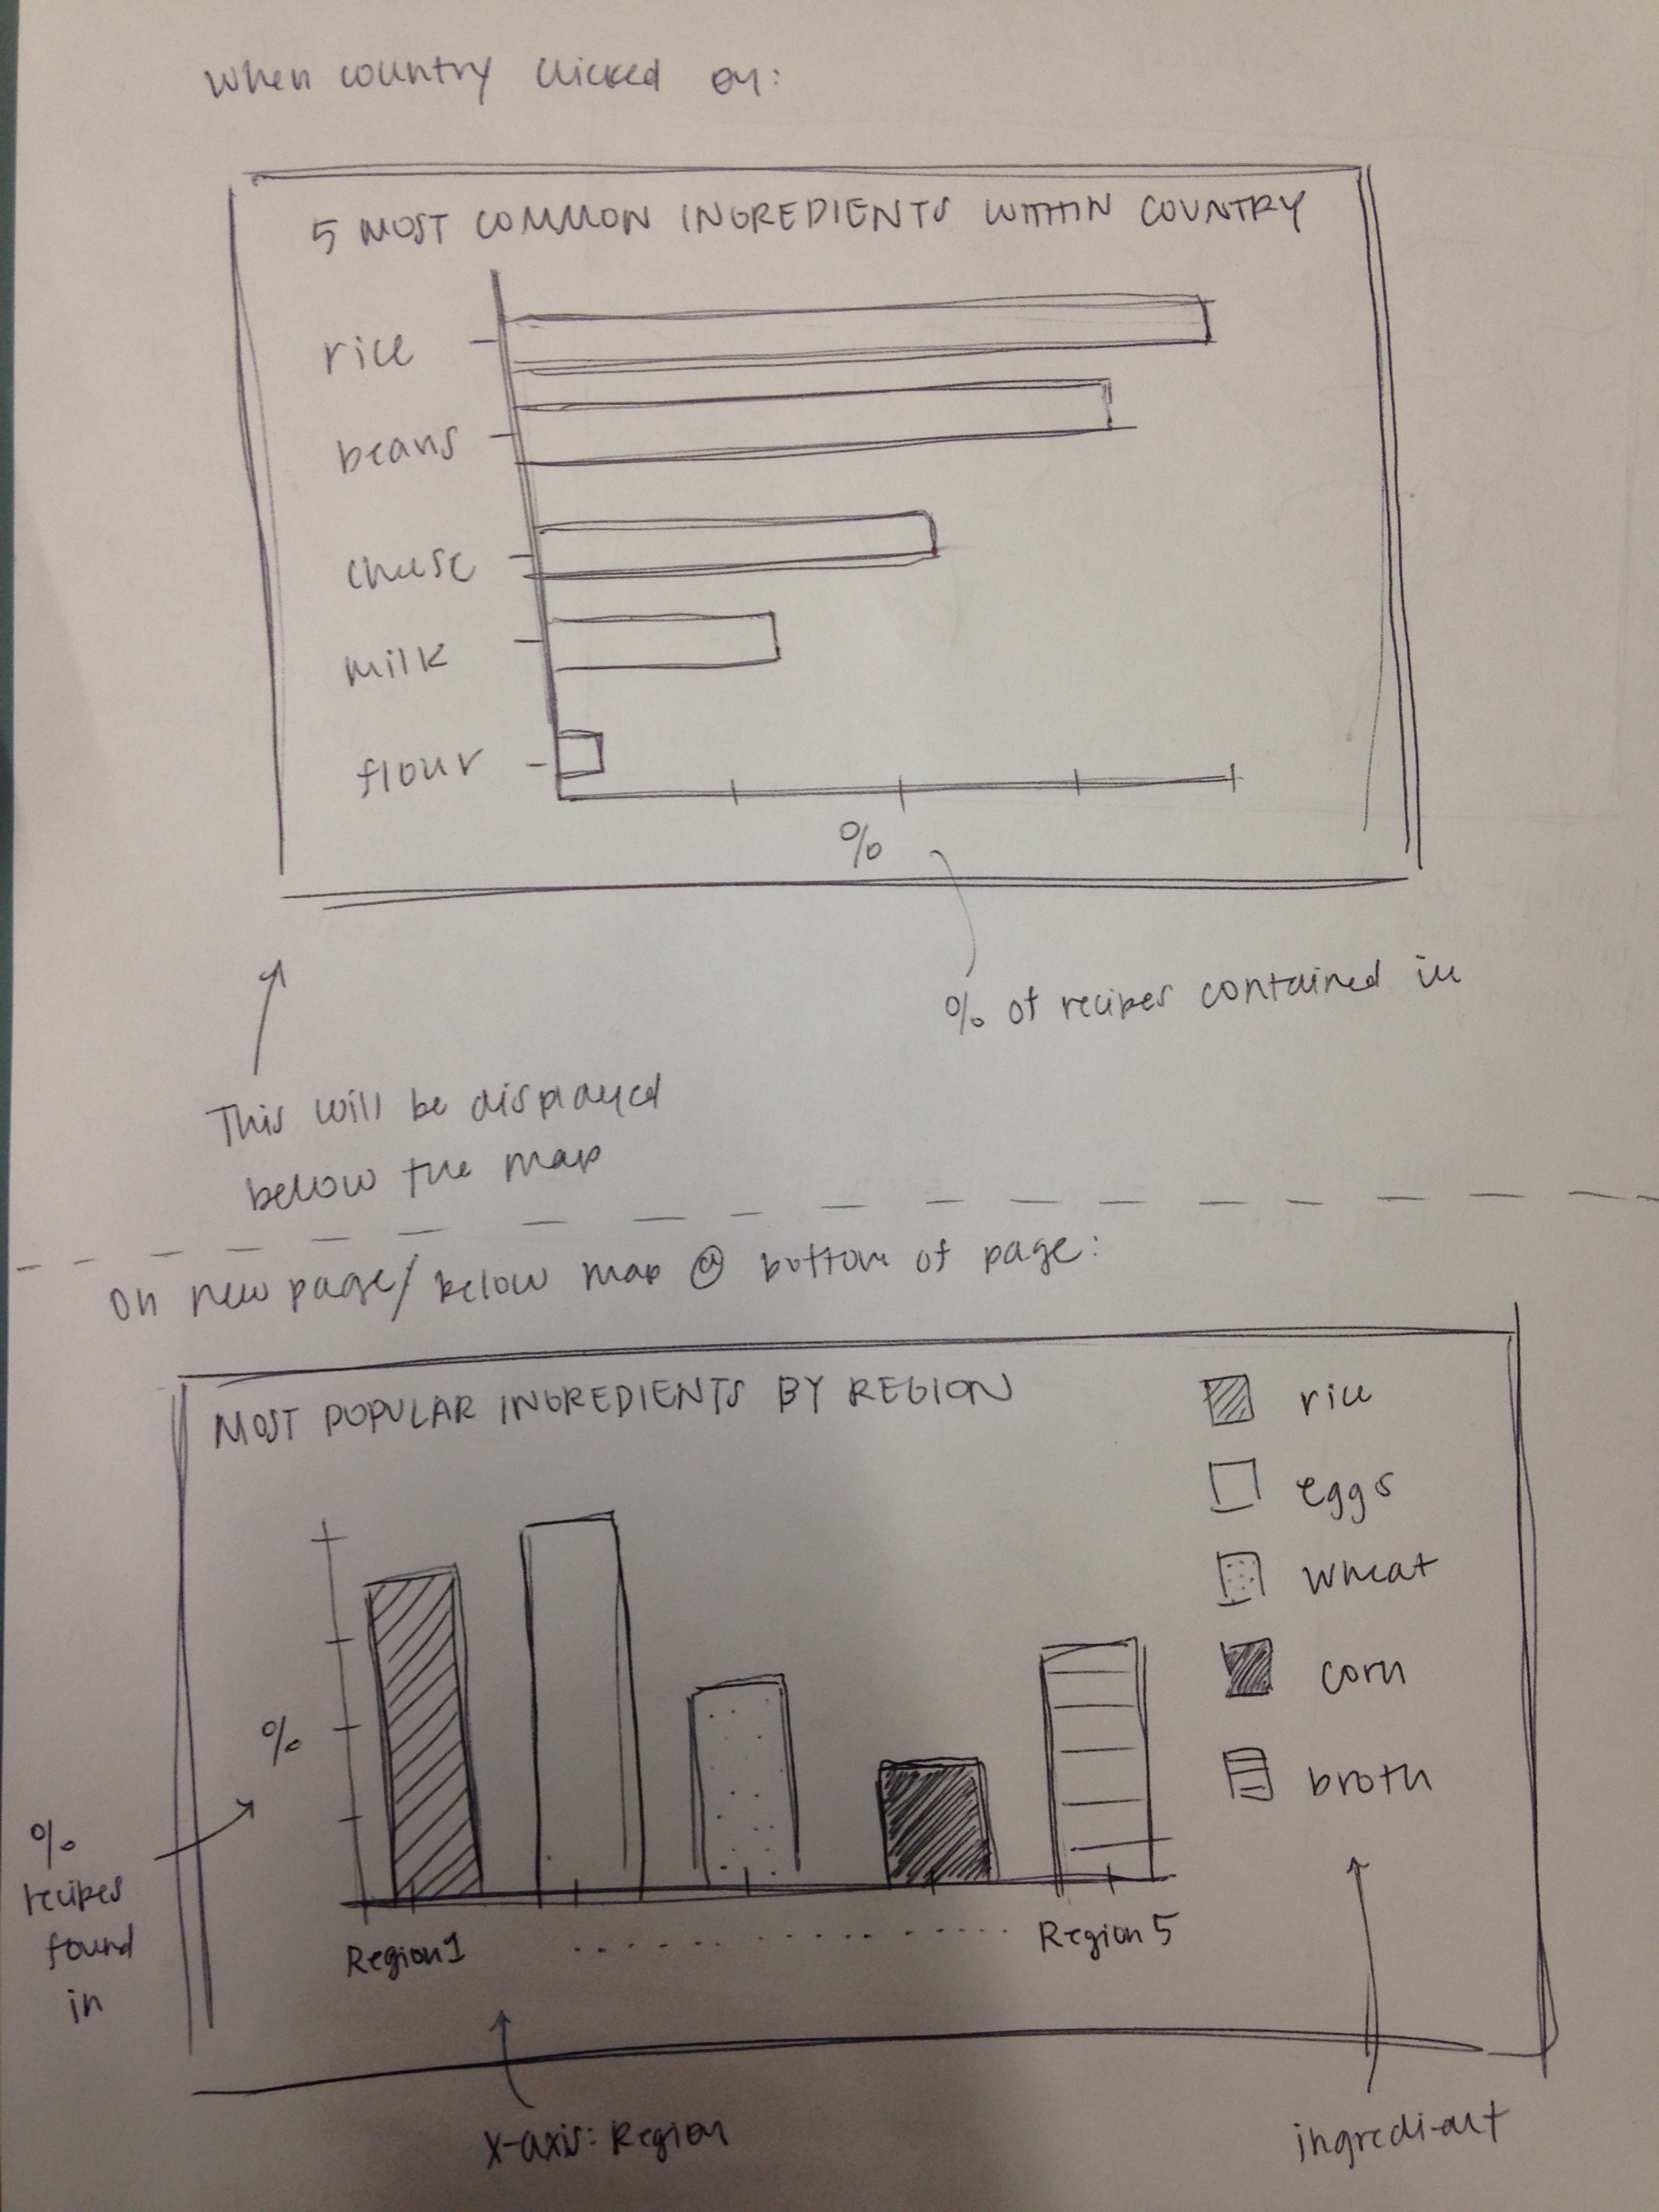 When country clicked on:
5 MOST COMMON INGREDIENTS WITHIN COUNTRY
rice
beans
cheese
milk
flour
%
% of recipes contained in
This will be displayed
below the map
On new page/below map @ bottom of page:
MOST POPULAR INGREDIENTS BY REGION
rice
eggs
wheat
corn
broth
%
%
recipes
found
in
Region 1
Region 5
X-axis: Region
ingredient